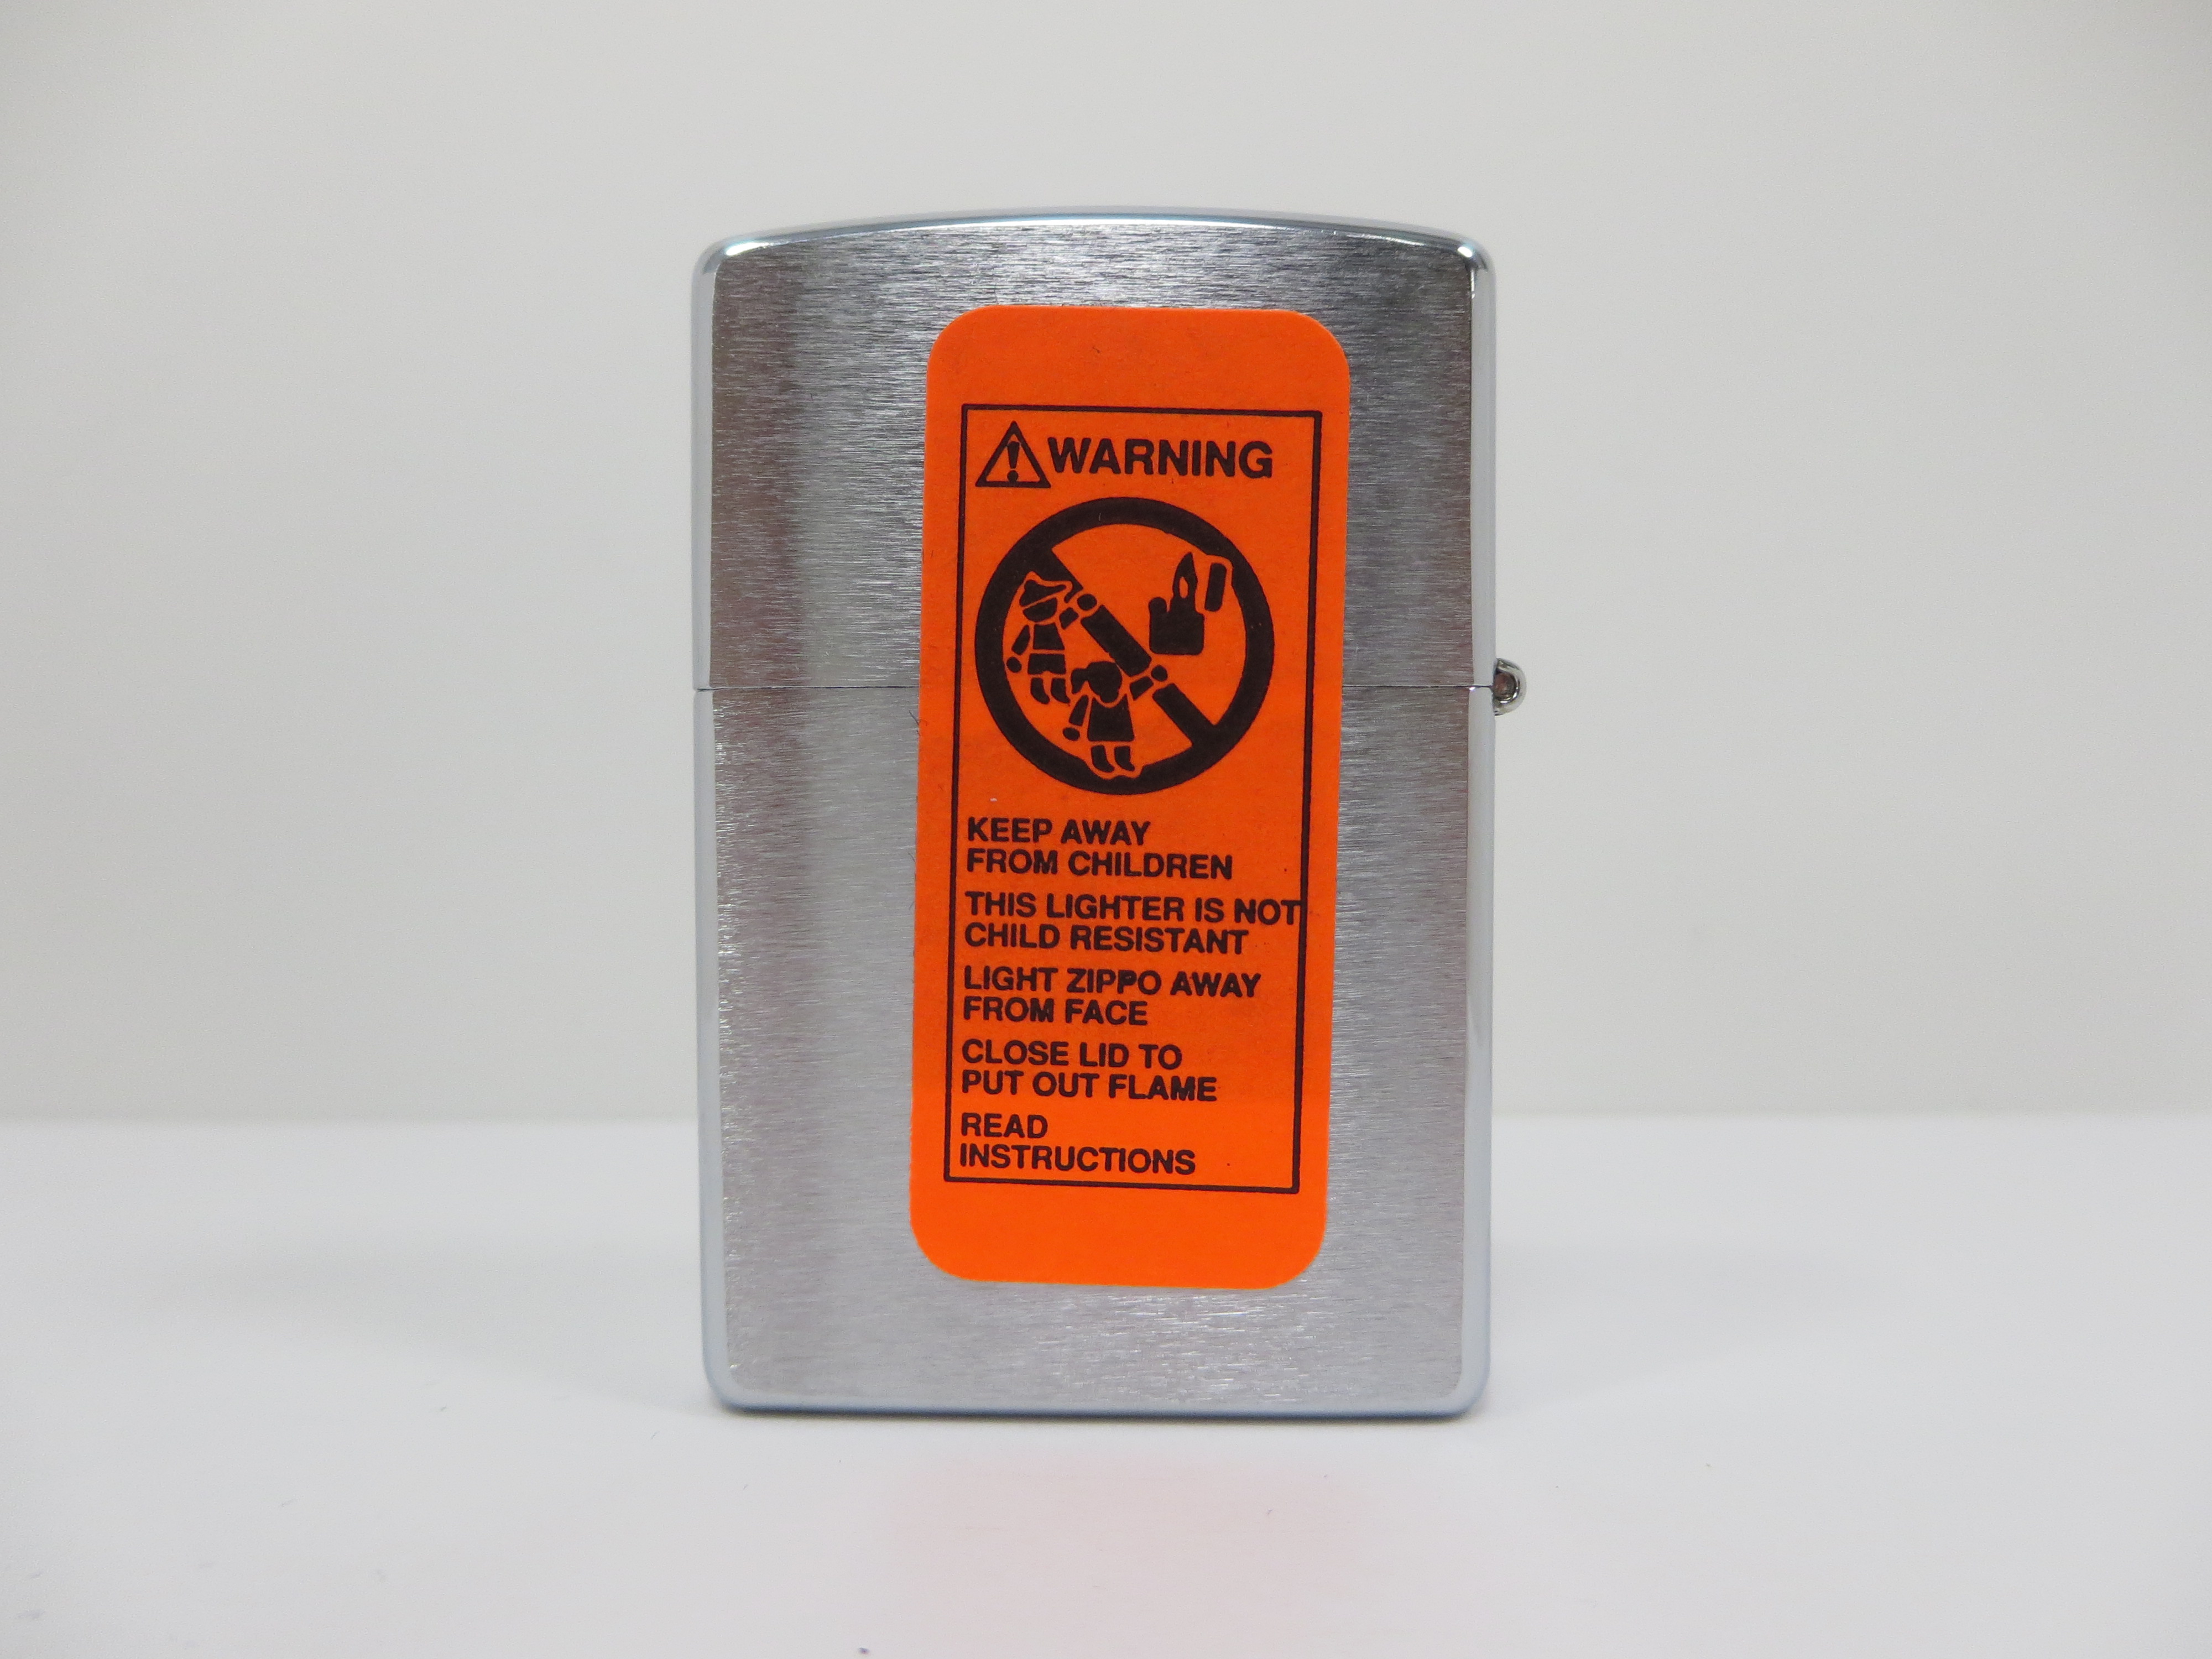 WARNING
KEEP AWAY
FROM CHILDREN
THIS LIGHTER IS NOT
CHILD RESISTANT
LIGHT ZIPPO AWAY
FROM FACE
CLOSE LID TO
PUT OUT FLAME
READ
INSTRUCTIONS